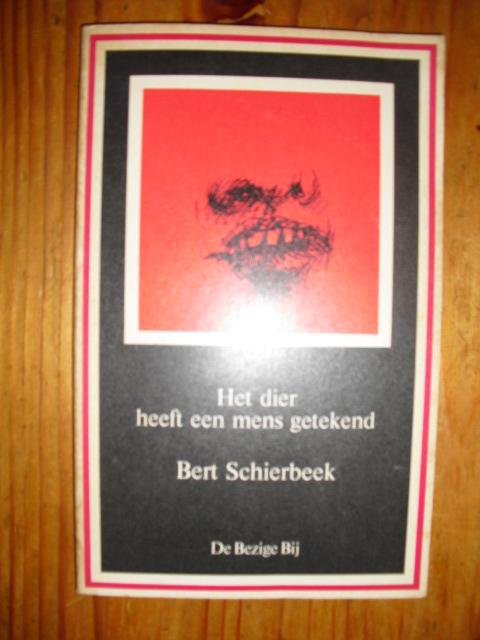 Het dier
heeft een mens getekend
Bert Schierbeek
De Bezige Bij